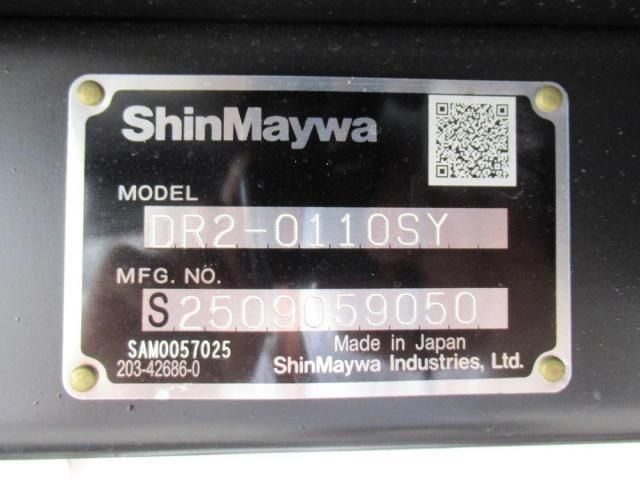 ShinMaywa
MODEL
DR2-0110SY
MFG. NO.
S2509059050
SAM0057025
203-42686-0
Made in Japan
ShinMaywa Industries, Ltd.